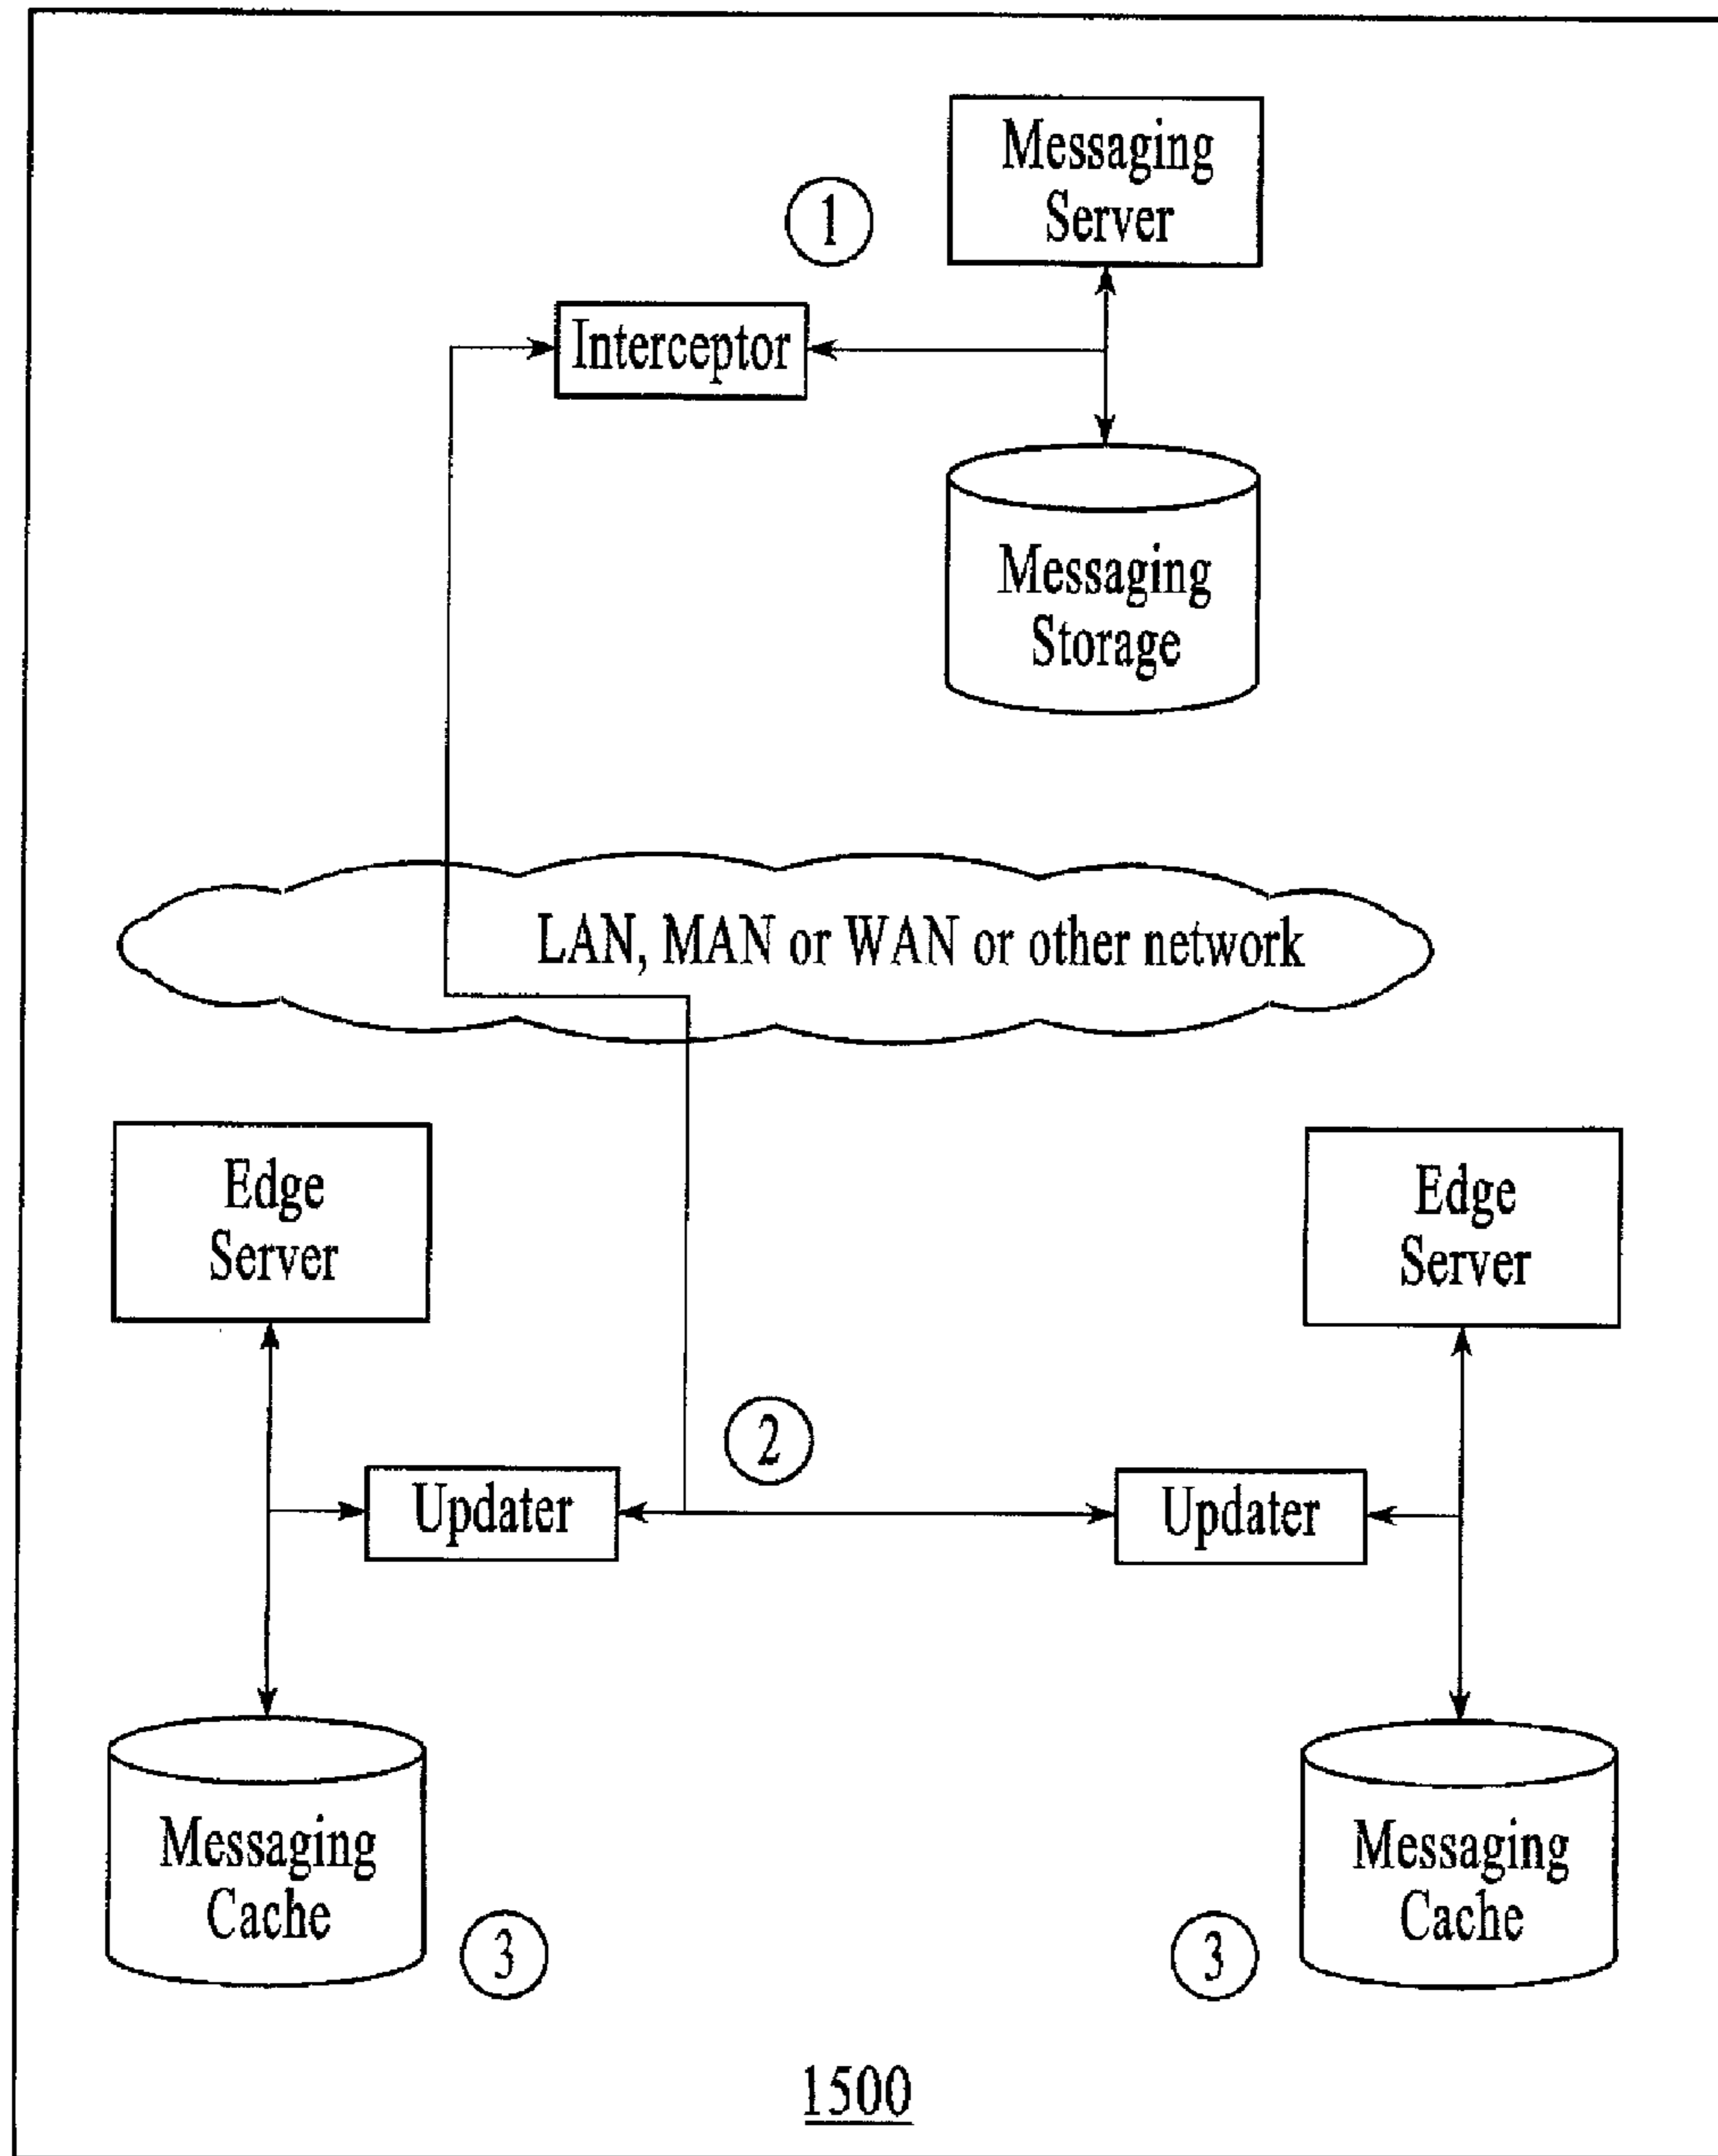 Messaging
Server
1
Interceptor
Messaging
Storage
LAN, MAN or WAN or other network
Edge
Server
Edge
Server
2
Updater
Updater
Messaging
Cache
Messaging
Cache
3
3
1500